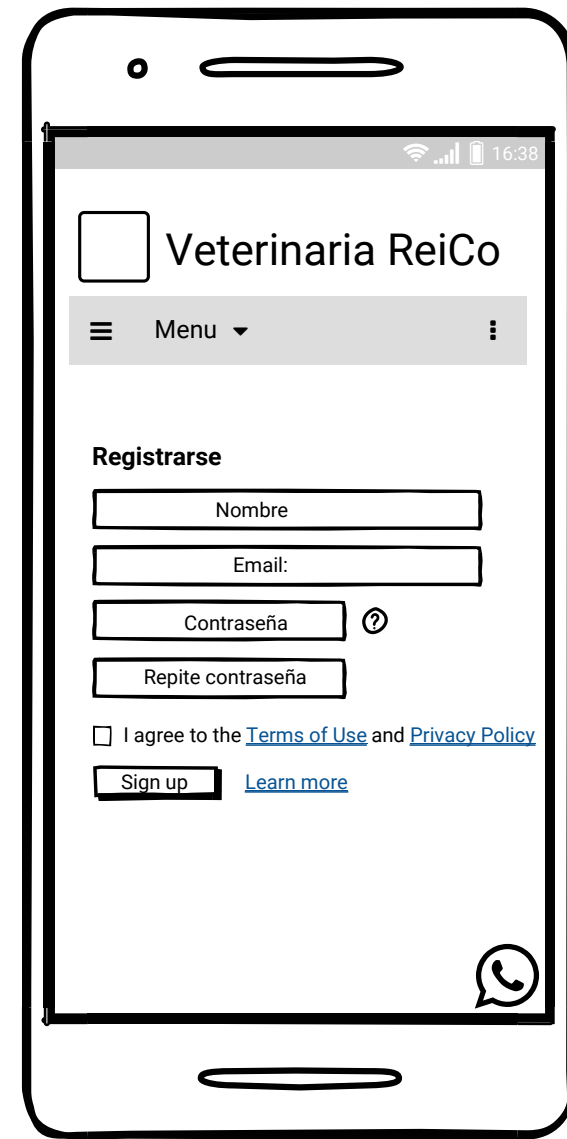 16:38
Veterinaria ReiCo
Menu
Registrarse
Nombre
Email:
Contraseña
?
Repite contraseña
I agree to the Terms of Use and Privacy Policy
Sign up Learn more